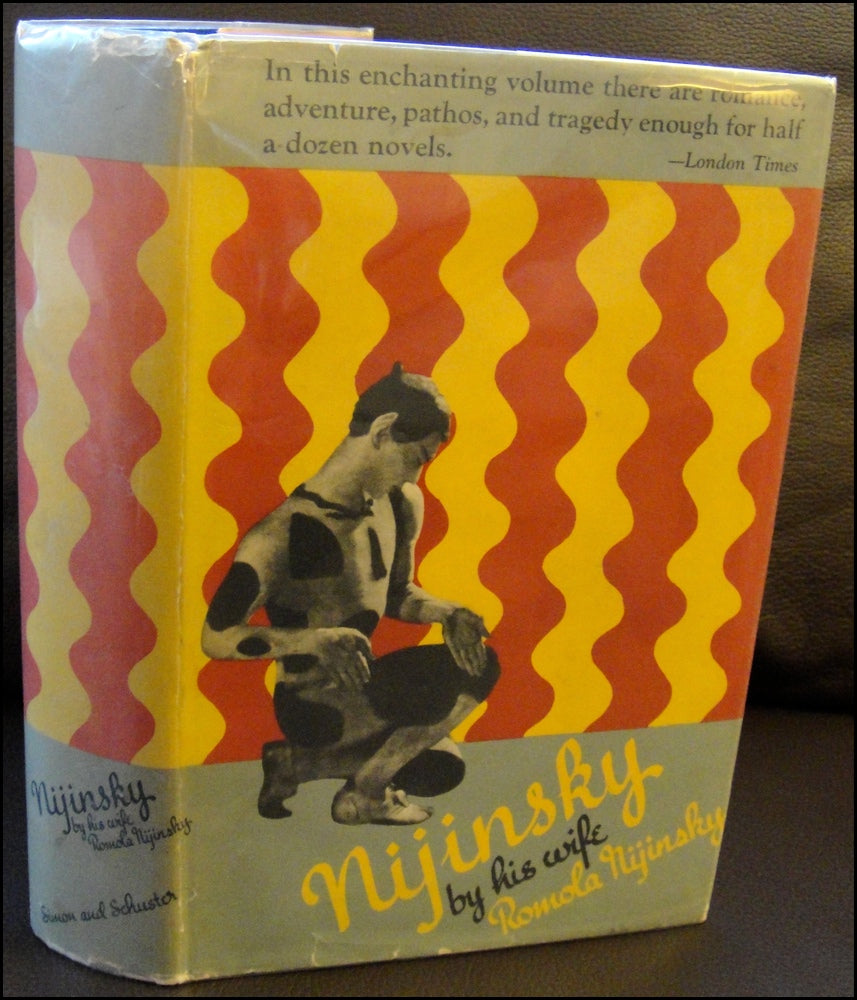 In this enchanting volume there are romance,
adventure, pathos, and tragedy enough for half
a dozen novels.
—London Times
Nijinsky
by his wife
Romola Nijinsky
Nijinsky
by his wife
Romola Nijinsky
Simon and Schuster